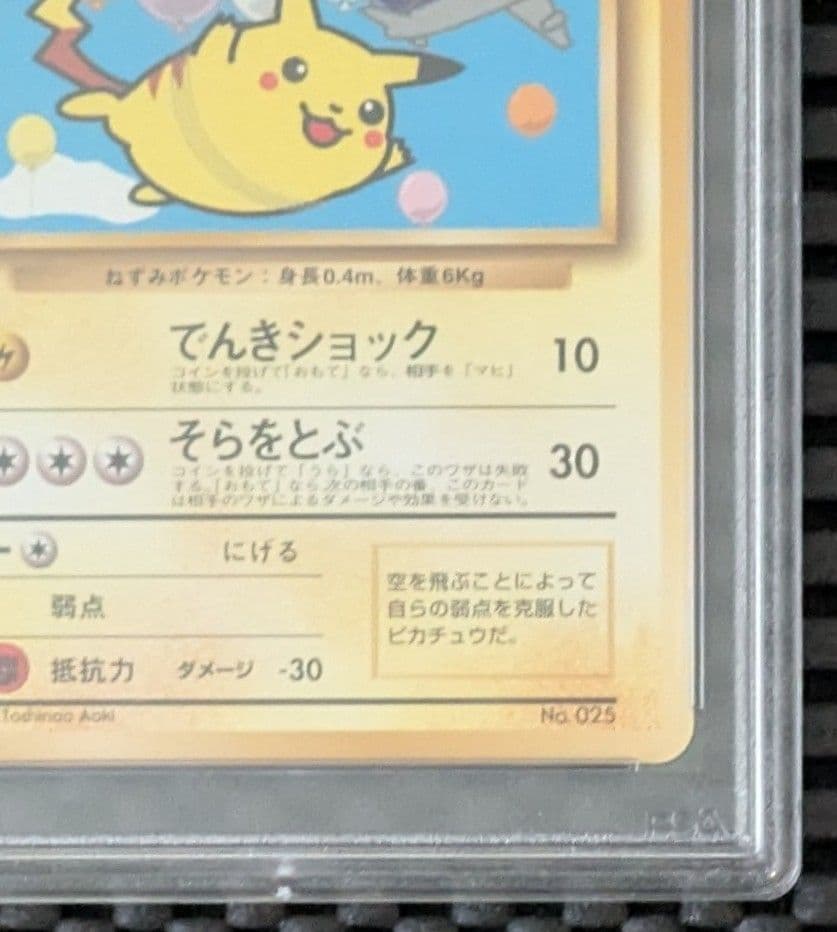 ねずみポケモン：身長0.4m、体重6Kg
でんきショック 10
コインを投げて「おもて」なら、相手を「マヒ」
状態にする。
そらをとぶ 30
コインを投げて「うら」なら、このワザは失敗
する。「おもて」なら次の相手の番、このカード
は相手のワザによるダメージや効果を受けない。
にげる
弱点
抵抗力 ダメージ -30
空を飛ぶことによって
自らの弱点を克服した
ピカチュウだ。
Toshinao Aoki No. 025